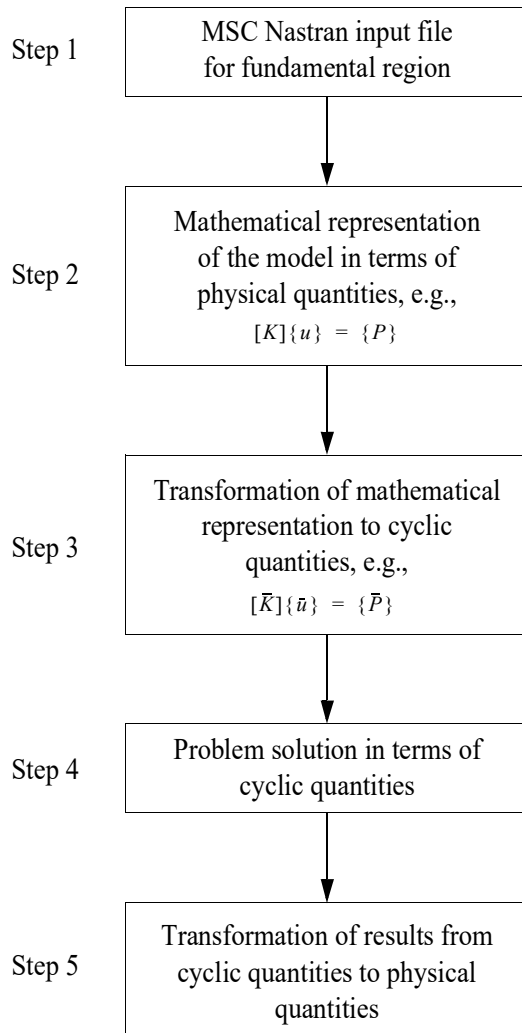 Step 1
MSC Nastran input file
for fundamental region
Step 2
Mathematical representation
of the model in terms of
physical quantities, e.g.,
[K]{u} = {P}
Step 3
Transformation of mathematical
representation to cyclic
quantities, e.g.,
[K̄]{ū} = {P̄}
Step 4
Problem solution in terms of
cyclic quantities
Step 5
Transformation of results from
cyclic quantities to physical
quantities